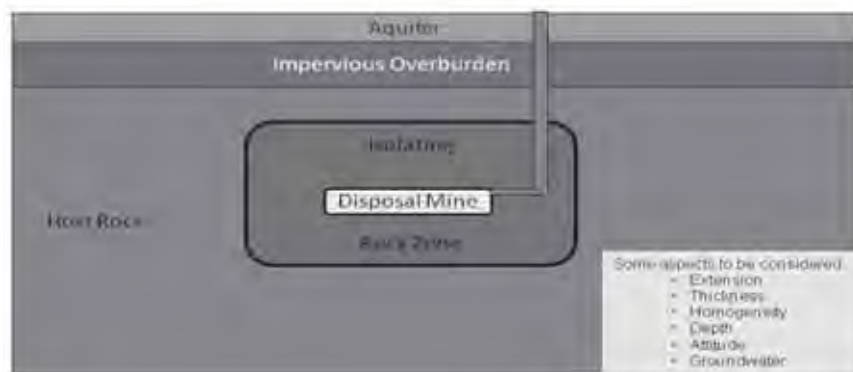 Aquifer
Impervious Overburden
Isolating
Disposal Mine
Host Rock
Rock Zone
Some aspects to be considered
- Extension
- Thickness
- Homogeneity
- Depth
- Attitude
- Groundwater